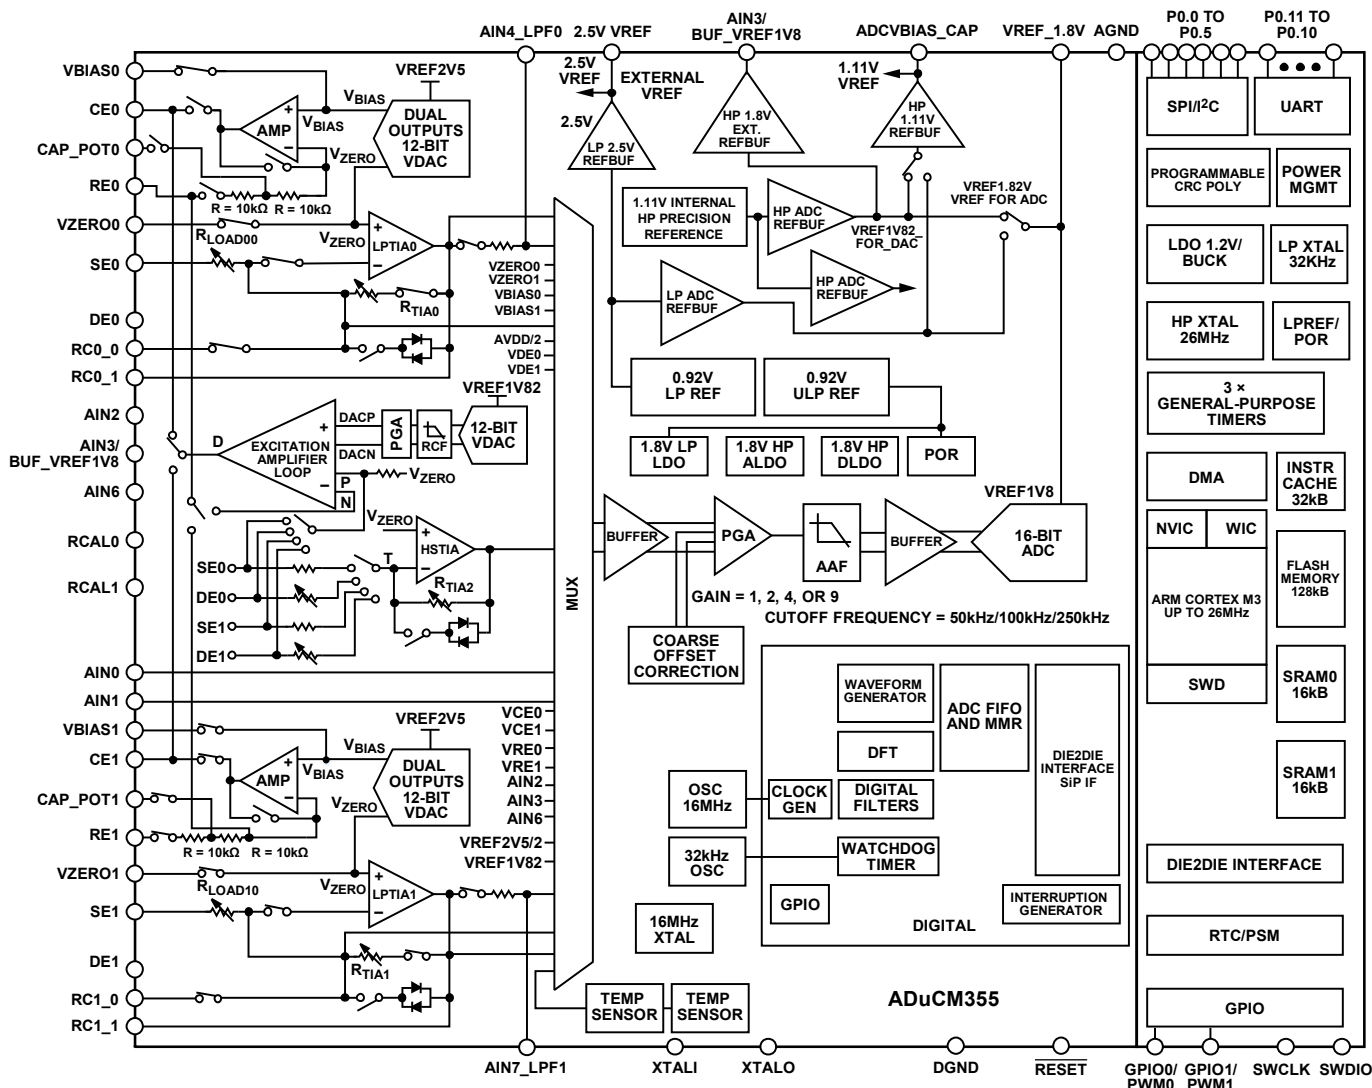 AIN4_LPF0
2.5V VREF
AIN3/
BUF_VREF1V8
ADCVBIAS_CAP
VREF_1.8V
AGND
P0.0 TO
P0.5
P0.11 TO
P0.10
VBIAS0
CE0
CAP_POT0
RE0
VZERO0
SE0
DE0
RC0_0
RC0_1
AIN2
AIN3/
BUF_VREF1V8
AIN6
RCAL0
RCAL1
AIN0
AIN1
VBIAS1
CE1
CAP_POT1
RE1
VZERO1
SE1
DE1
RC1_0
RC1_1
VREF2V5
VBIAS
+
AMP
VBIAS
−
DUAL
OUTPUTS
12-BIT
VDAC
VZERO
R = 10kΩ
R = 10kΩ
RLOAD00
VZERO
+
LPTIA0
−
RTIA0
VZERO0
VZERO1
VBIAS0
VBIAS1
AVDD/2
VDE0
VDE1
VREF1V82
D
EXCITATION
AMPLIFIER
LOOP
+
−
P
N
DACP
DACN
PGA
RCF
12-BIT
VDAC
VZERO
VZERO
+
HSTIA
−
T
RTIA2
SE0
DE0
SE1
DE1
MUX
VCE0
VCE1
VRE0
VRE1
AIN2
AIN3
AIN6
VREF2V5/2
VREF1V82
VREF2V5
VBIAS
+
AMP
VBIAS
−
DUAL
OUTPUTS
12-BIT
VDAC
VZERO
R = 10kΩ
R = 10kΩ
RLOAD10
VZERO
+
LPTIA1
−
RTIA1
2.5V
VREF
EXTERNAL
VREF
2.5V
LP 2.5V
REFBUF
HP 1.8V
EXT.
REFBUF
1.11V
VREF
HP
1.11V
REFBUF
1.11V INTERNAL
HP PRECISION
REFERENCE
HP ADC
REFBUF
VREF1V82_
FOR_DAC
VREF1.82V
VREF FOR ADC
LP ADC
REFBUF
HP ADC
REFBUF
0.92V
LP REF
0.92V
ULP REF
1.8V LP
LDO
1.8V HP
ALDO
1.8V HP
DLDO
POR
VREF1V8
BUFFER
PGA
AAF
BUFFER
16-BIT
ADC
GAIN = 1, 2, 4, OR 9
CUTOFF FREQUENCY = 50kHz/100kHz/250kHz
COARSE
OFFSET
CORRECTION
WAVEFORM
GENERATOR
ADC FIFO
AND MMR
DIE2DIE
INTERFACE
SiP IF
DFT
OSC
16MHz
CLOCK
GEN
DIGITAL
FILTERS
32kHz
OSC
WATCHDOG
TIMER
GPIO
INTERRUPTION
GENERATOR
DIGITAL
16MHz
XTAL
TEMP
SENSOR
TEMP
SENSOR
ADuCM355
SPI/I2C
UART
PROGRAMMABLE
CRC POLY
POWER
MGMT
LDO 1.2V/
BUCK
LP XTAL
32KHz
HP XTAL
26MHz
LPREF/
POR
3 ×
GENERAL-PURPOSE
TIMERS
DMA
INSTR
CACHE
32kB
NVIC
WIC
ARM CORTEX M3
UP TO 26MHz
FLASH
MEMORY
128kB
SWD
SRAM0
16kB
SRAM1
16kB
DIE2DIE INTERFACE
RTC/PSM
GPIO
AIN7_LPF1
XTALI
XTALO
DGND
RESET
GPIO0/
PWM0
GPIO1/
PWM1
SWCLK
SWDIO